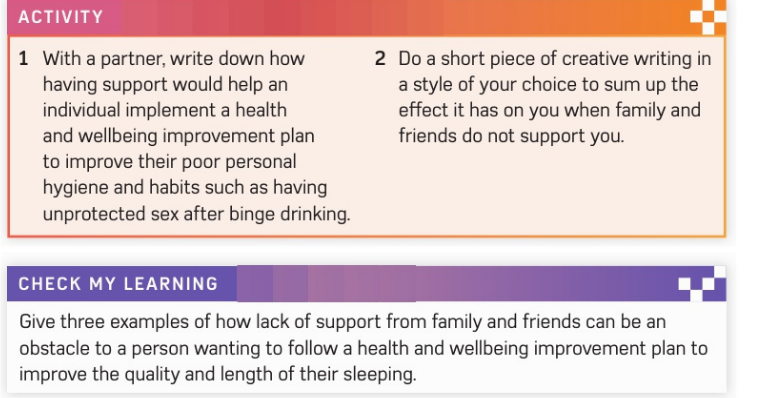 ACTIVITY
1 With a partner, write down how
having support would help an
individual implement a health
and wellbeing improvement plan
to improve their poor personal
hygiene and habits such as having
unprotected sex after binge drinking.
2 Do a short piece of creative writing in
a style of your choice to sum up the
effect it has on you when family and
friends do not support you.
CHECK MY LEARNING
Give three examples of how lack of support from family and friends can be an
obstacle to a person wanting to follow a health and wellbeing improvement plan to
improve the quality and length of their sleeping.